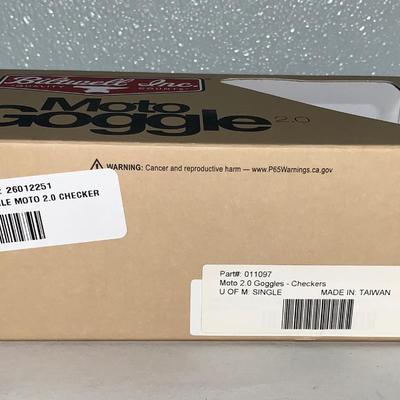 Biltwell Inc.
QUALITY COUNTS
Moto
Goggle 2.0
WARNING: Cancer and reproductive harm — www.P65Warnings.ca.gov
26012251
LE MOTO 2.0 CHECKER
Part#: 011097
Moto 2.0 Goggles - Checkers
U OF M: SINGLE MADE IN: TAIWAN